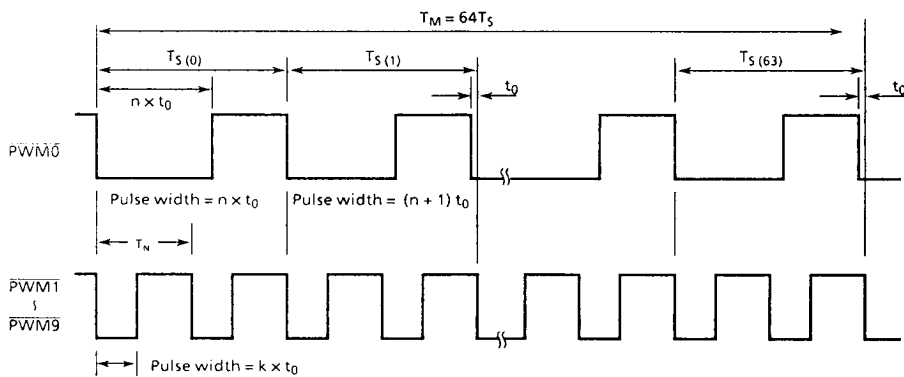 T_M = 64T_S
T_S (0)
T_S (1)
T_S (63)
n × t_0
t_0
t_0
PWM0
Pulse width = n × t_0
Pulse width = (n + 1) t_0
T_N
PWM1
∫
PWM9
Pulse width = k × t_0